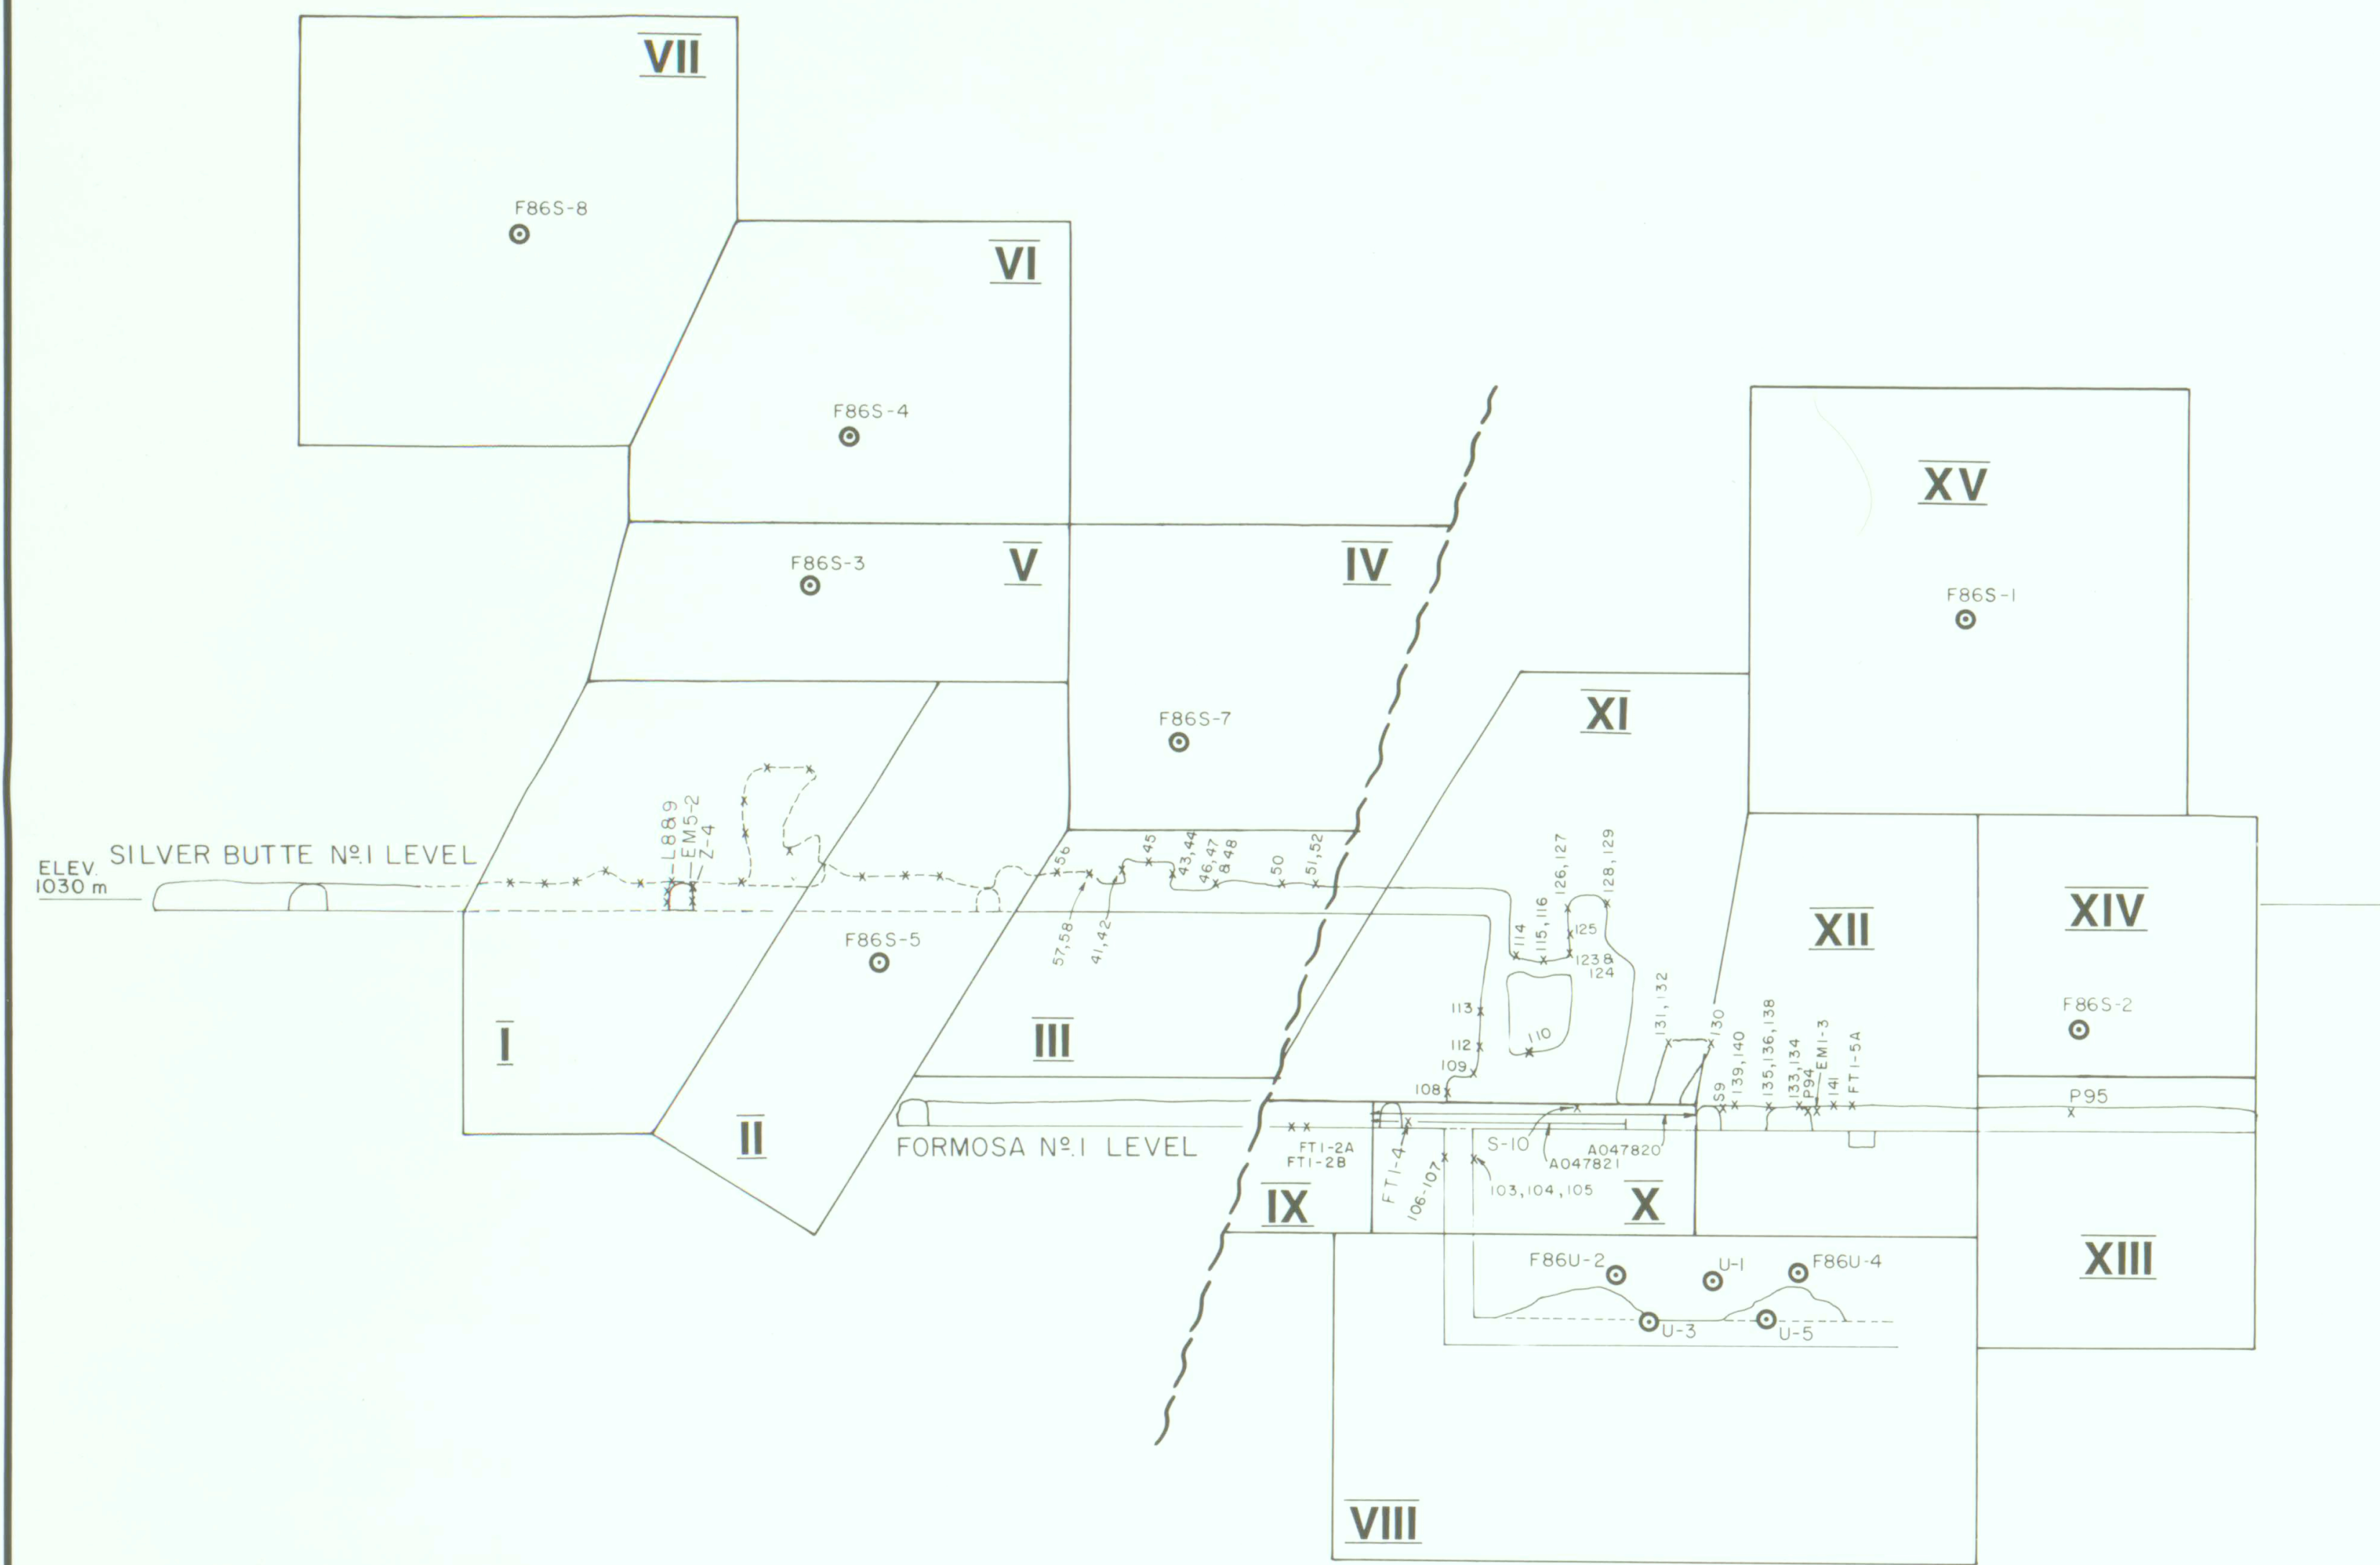 VII
F86S-8
VI
F86S-4
XV
F86S-3
V
IV
F86S-1
F86S-7
XI
L8&9
EM5-2
Z-4
SILVER BUTTE Nº.1 LEVEL
ELEV.
1030 m
56
45
43,44
46,47
&48
50
51,52
57,58
41,42
126,127
128,129
114
115,116
125
123&
124
XII
XIV
F86S-5
F86S-2
I
III
113
112
110
109
108
131,132
130
S9
139,140
135,136,138
133,134
P94
EM1-3
141
FT1-5A
P95
II
FORMOSA Nº.1 LEVEL
FT1-2A
FT1-2B
FT1-4
106-107
S-10
A047820
A047821
103,104,105
IX
X
XIII
F86U-2
U-1
F86U-4
U-3
U-5
VIII